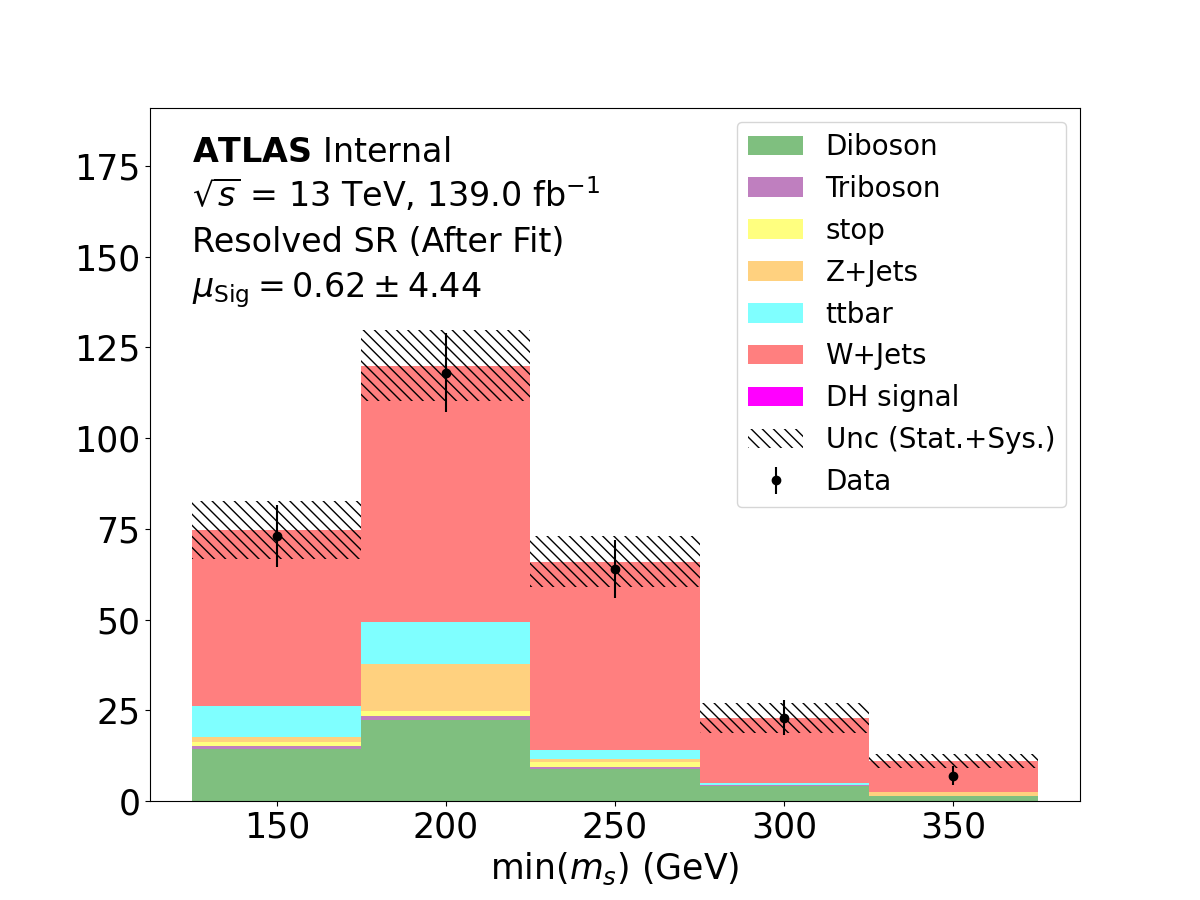 ATLAS Internal
√s = 13 TeV, 139.0 fb⁻¹
Resolved SR (After Fit)
μ_Sig = 0.62 ± 4.44
Diboson
Triboson
stop
Z+Jets
ttbar
W+Jets
DH signal
Unc (Stat.+Sys.)
Data
175
150
125
100
75
50
25
0
150 200 250 300 350
min(m_s) (GeV)